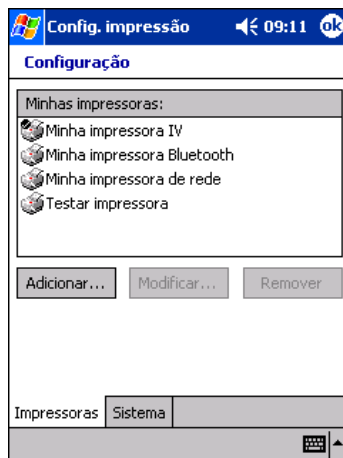 Config. impressão 09:11 ok
Configuração
Minhas impressoras:
Minha impressora IV
Minha impressora Bluetooth
Minha impressora de rede
Testar impressora
Adicionar... Modificar... Remover
Impressoras Sistema